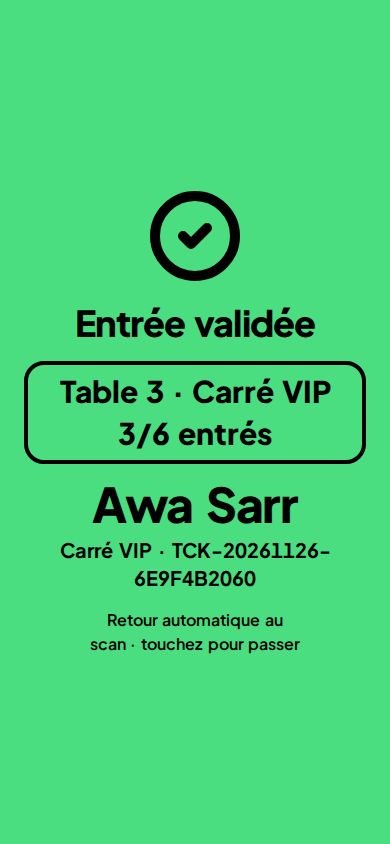 Entrée validée
Table 3 · Carré VIP
3/6 entrés
Awa Sarr
Carré VIP · TCK-20261126-
6E9F4B2060
Retour automatique au
scan · touchez pour passer